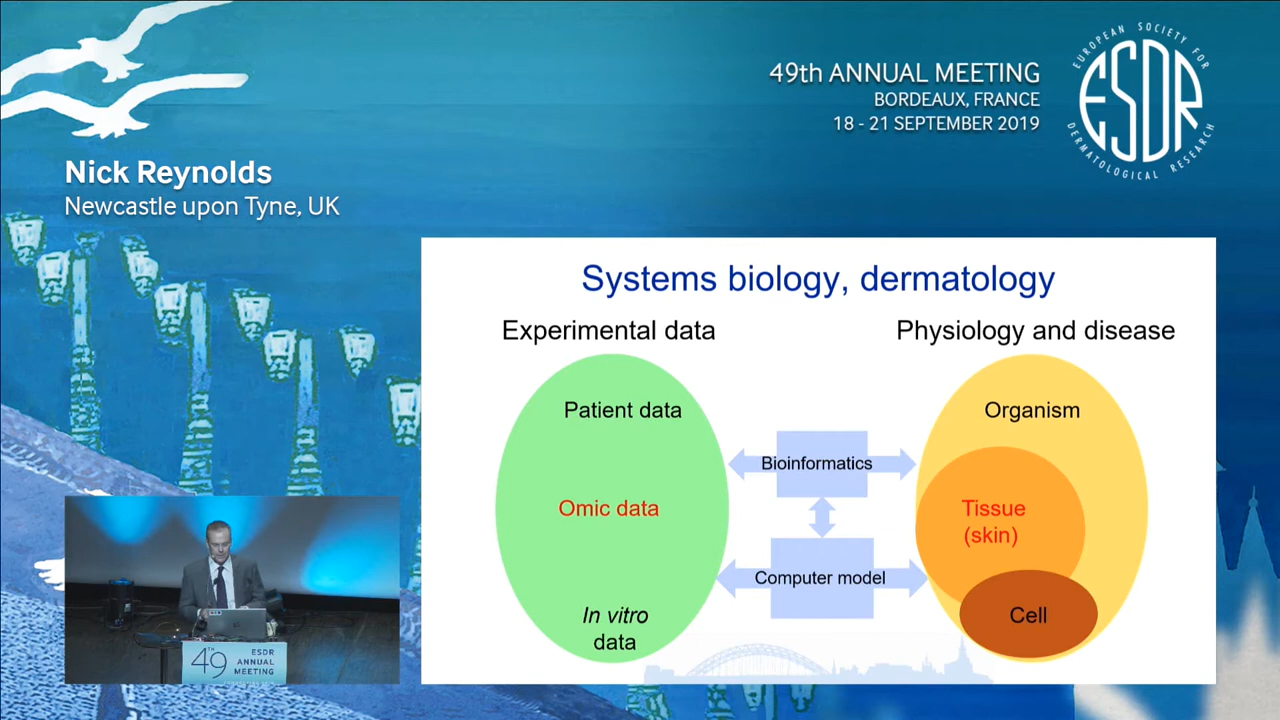 49th ANNUAL MEETING
BORDEAUX, FRANCE
18 - 21 SEPTEMBER 2019
EUROPEAN SOCIETY FOR
ESDR
DERMATOLOGICAL RESEARCH
Nick Reynolds
Newcastle upon Tyne, UK
Systems biology, dermatology
Experimental data
Physiology and disease
Patient data
Organism
Bioinformatics
Omic data
Tissue
(skin)
Computer model
In vitro
data
Cell
49TH
ESDR
ANNUAL
MEETING